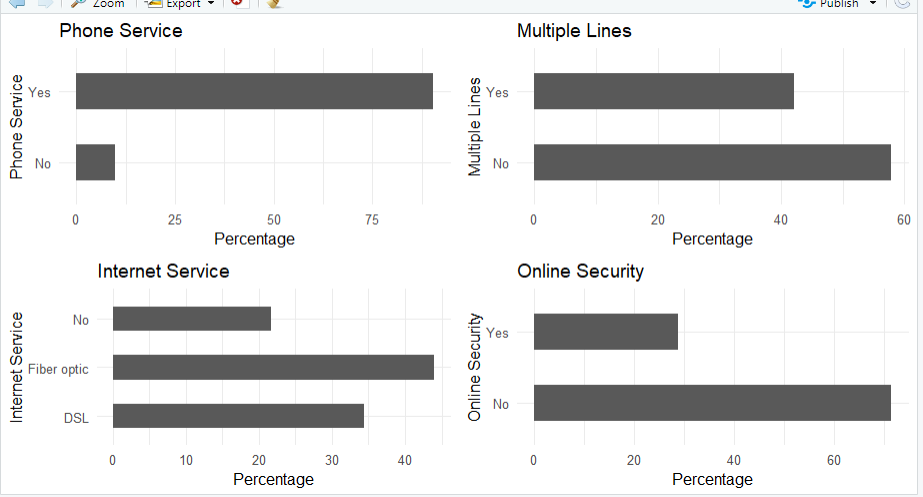 Zoom Export Publish
Phone Service
Phone Service
Yes
No
0 25 50 75
Percentage
Multiple Lines
Multiple Lines
Yes
No
0 20 40 60
Percentage
Internet Service
Internet Service
No
Fiber optic
DSL
0 10 20 30 40
Percentage
Online Security
Online Security
Yes
No
0 20 40 60
Percentage